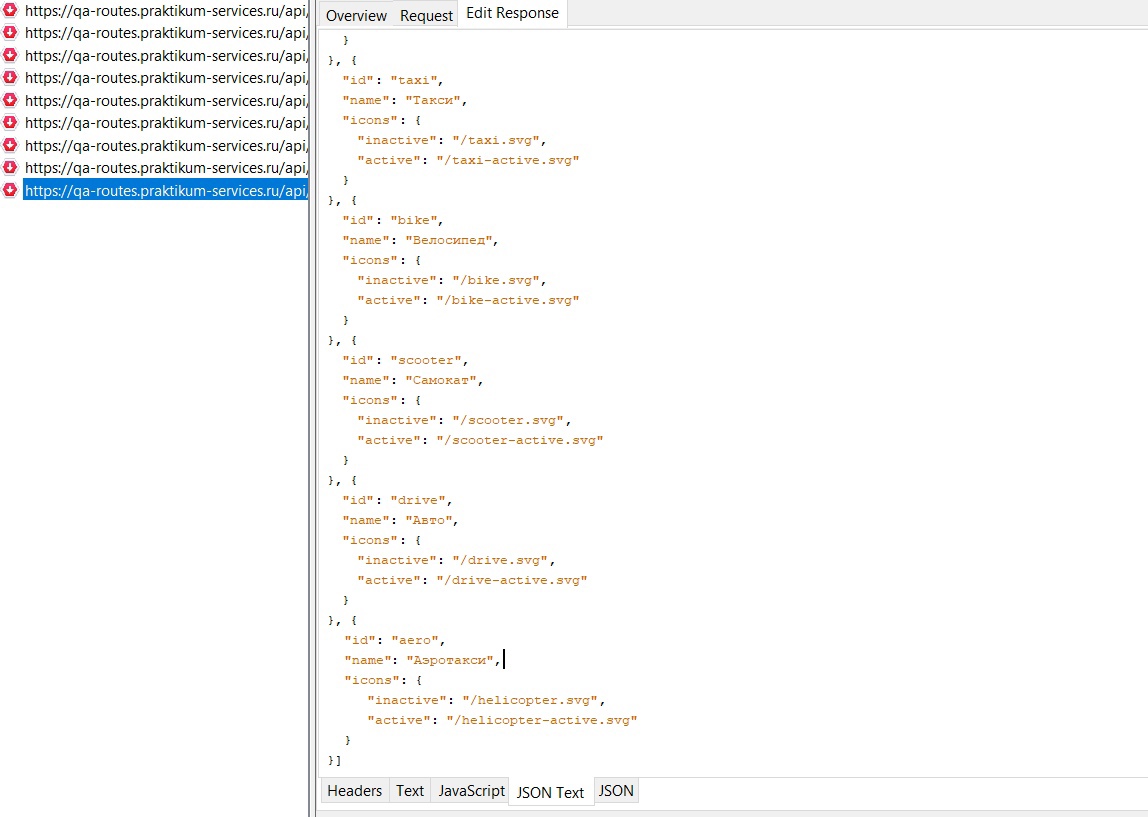 https://qa-routes.praktikum-services.ru/api/
https://qa-routes.praktikum-services.ru/api/
https://qa-routes.praktikum-services.ru/api/
https://qa-routes.praktikum-services.ru/api/
https://qa-routes.praktikum-services.ru/api/
https://qa-routes.praktikum-services.ru/api/
https://qa-routes.praktikum-services.ru/api/
https://qa-routes.praktikum-services.ru/api/
https://qa-routes.praktikum-services.ru/api/
Overview Request Edit Response
}
}, {
"id": "taxi",
"name": "Такси",
"icons": {
"inactive": "/taxi.svg",
"active": "/taxi-active.svg"
}
}, {
"id": "bike",
"name": "Велосипед",
"icons": {
"inactive": "/bike.svg",
"active": "/bike-active.svg"
}
}, {
"id": "scooter",
"name": "Самокат",
"icons": {
"inactive": "/scooter.svg",
"active": "/scooter-active.svg"
}
}, {
"id": "drive",
"name": "Авто",
"icons": {
"inactive": "/drive.svg",
"active": "/drive-active.svg"
}
}, {
"id": "aero",
"name": "Аэротакси",
"icons": {
"inactive": "/helicopter.svg",
"active": "/helicopter-active.svg"
}
}]
Headers Text JavaScript JSON Text JSON